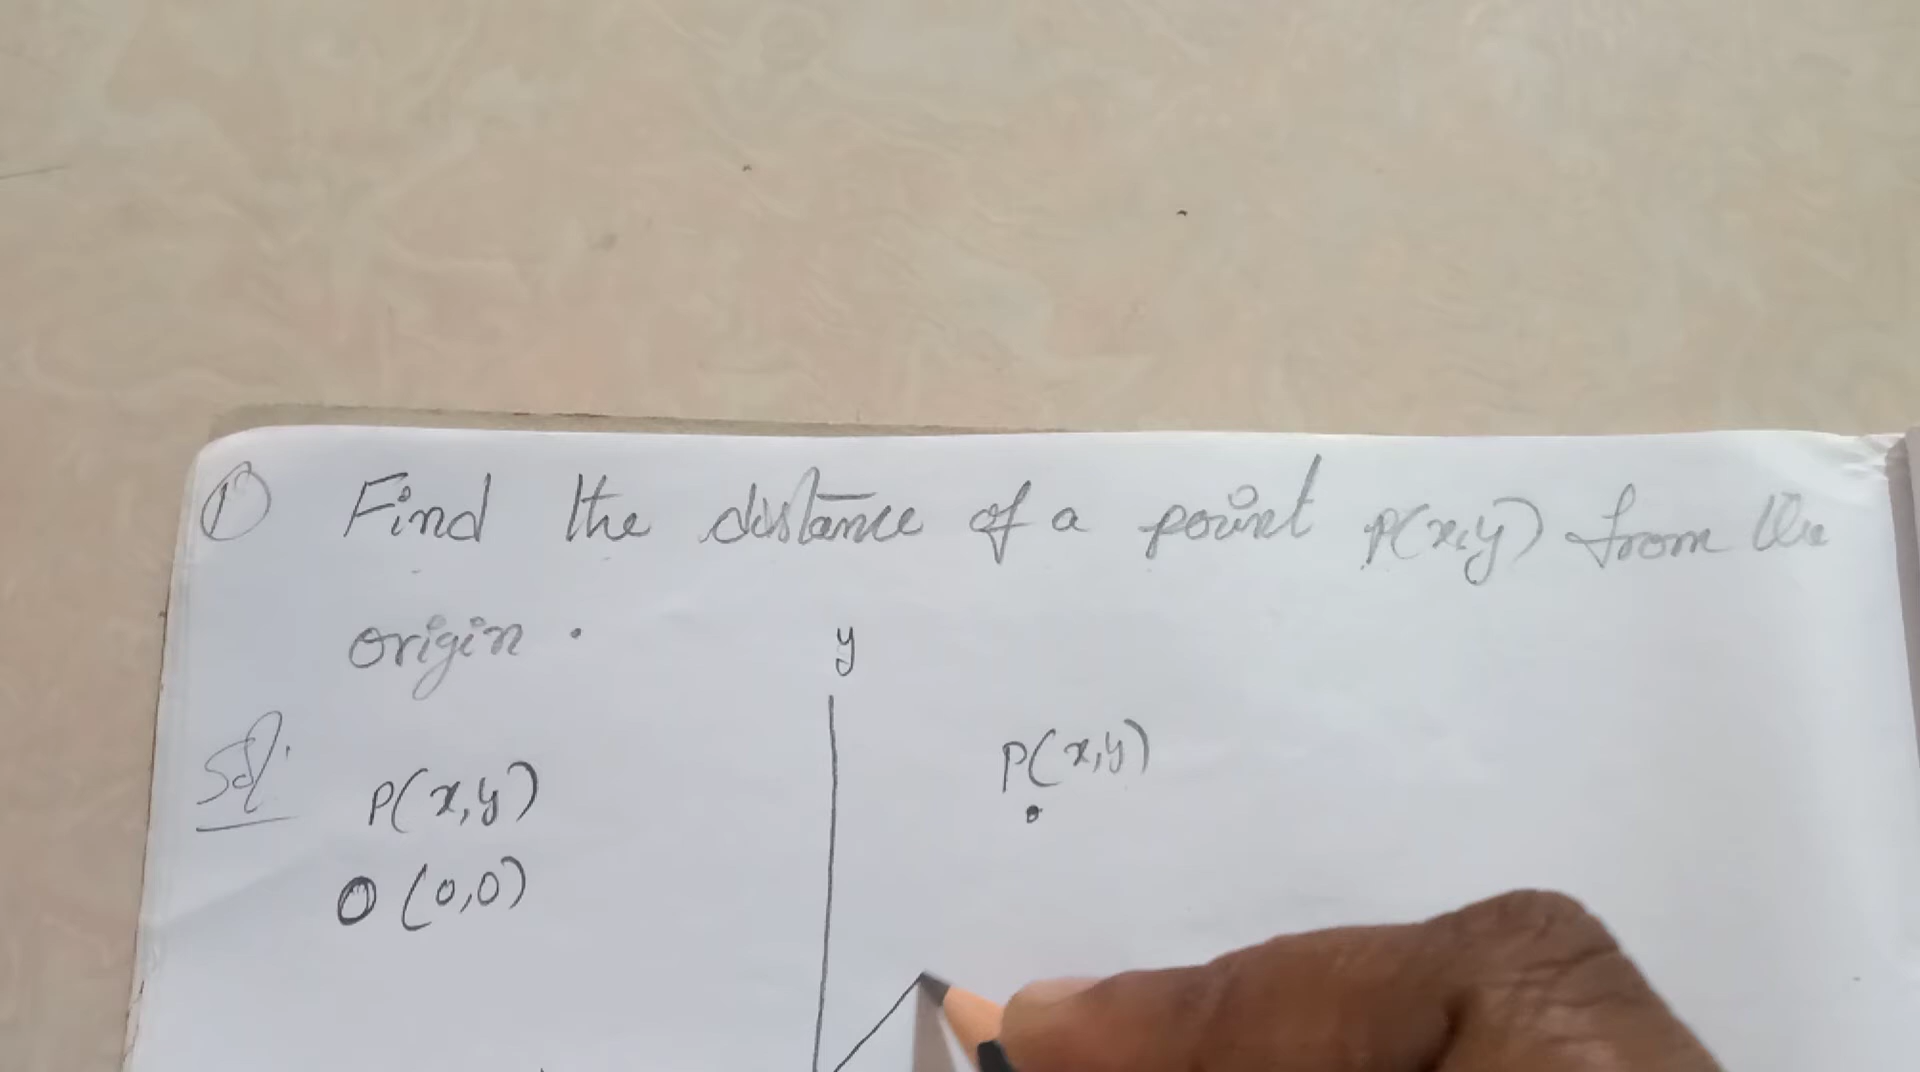 ① Find the distance of a point P(x,y) from the
origin.
Sol.
y
P(x,y)
P(x,y)
O (0,0)